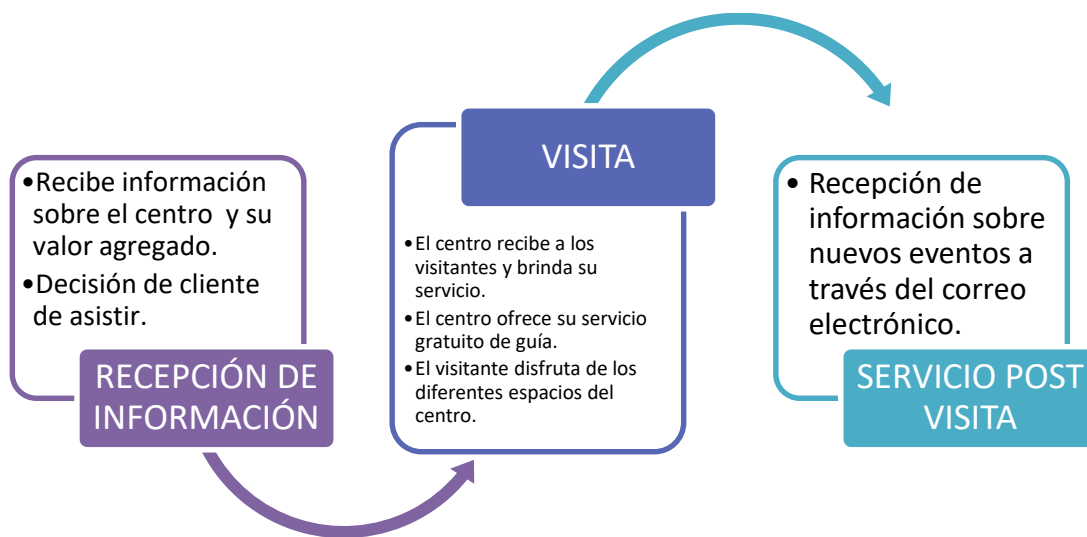 •Recibe información
sobre el centro y su
valor agregado.
•Decisión de cliente
de asistir.
RECEPCIÓN DE
INFORMACIÓN
VISITA
•El centro recibe a los
visitantes y brinda su
servicio.
•El centro ofrece su servicio
gratuito de guía.
•El visitante disfruta de los
diferentes espacios del
centro.
• Recepción de
información sobre
nuevos eventos a
través del correo
electrónico.
SERVICIO POST
VISITA